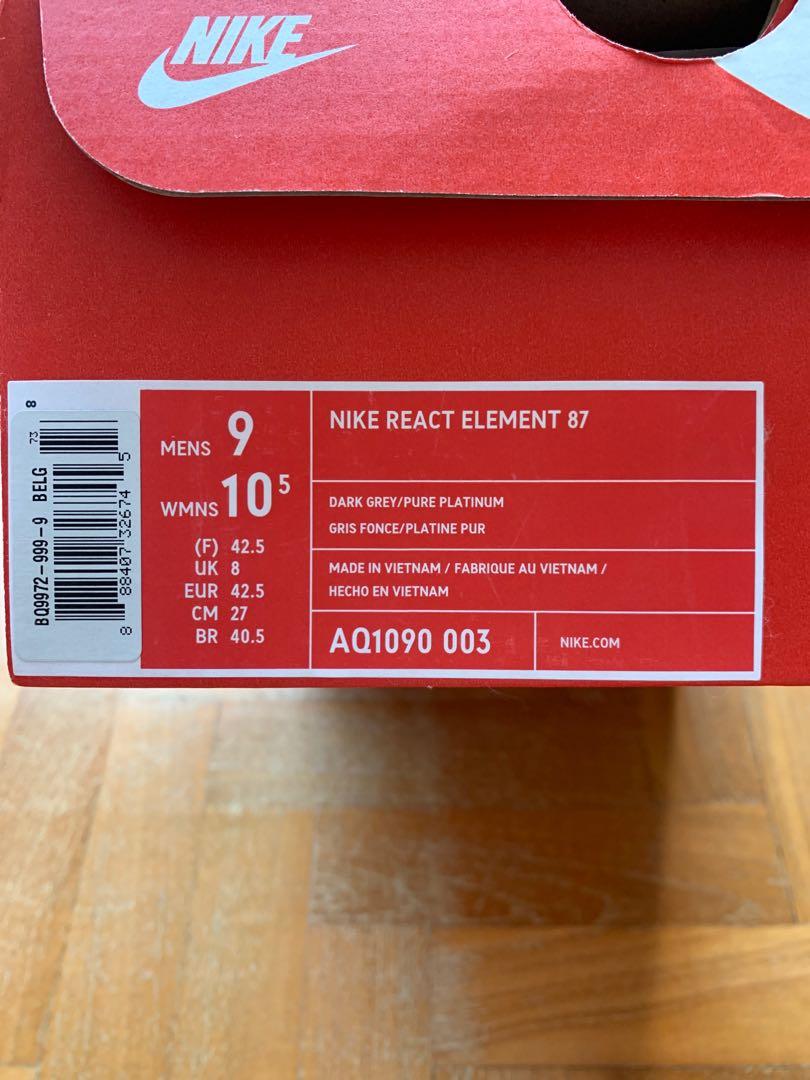 NIKE
8
73
BQ9972-999-9 BELG
8 88407 32674 5
MENS 9
WMNS 10 5
(F) 42.5
UK 8
EUR 42.5
CM 27
BR 40.5
NIKE REACT ELEMENT 87
DARK GREY/PURE PLATINUM
GRIS FONCE/PLATINE PUR
MADE IN VIETNAM / FABRIQUE AU VIETNAM /
HECHO EN VIETNAM
AQ1090 003
NIKE.COM